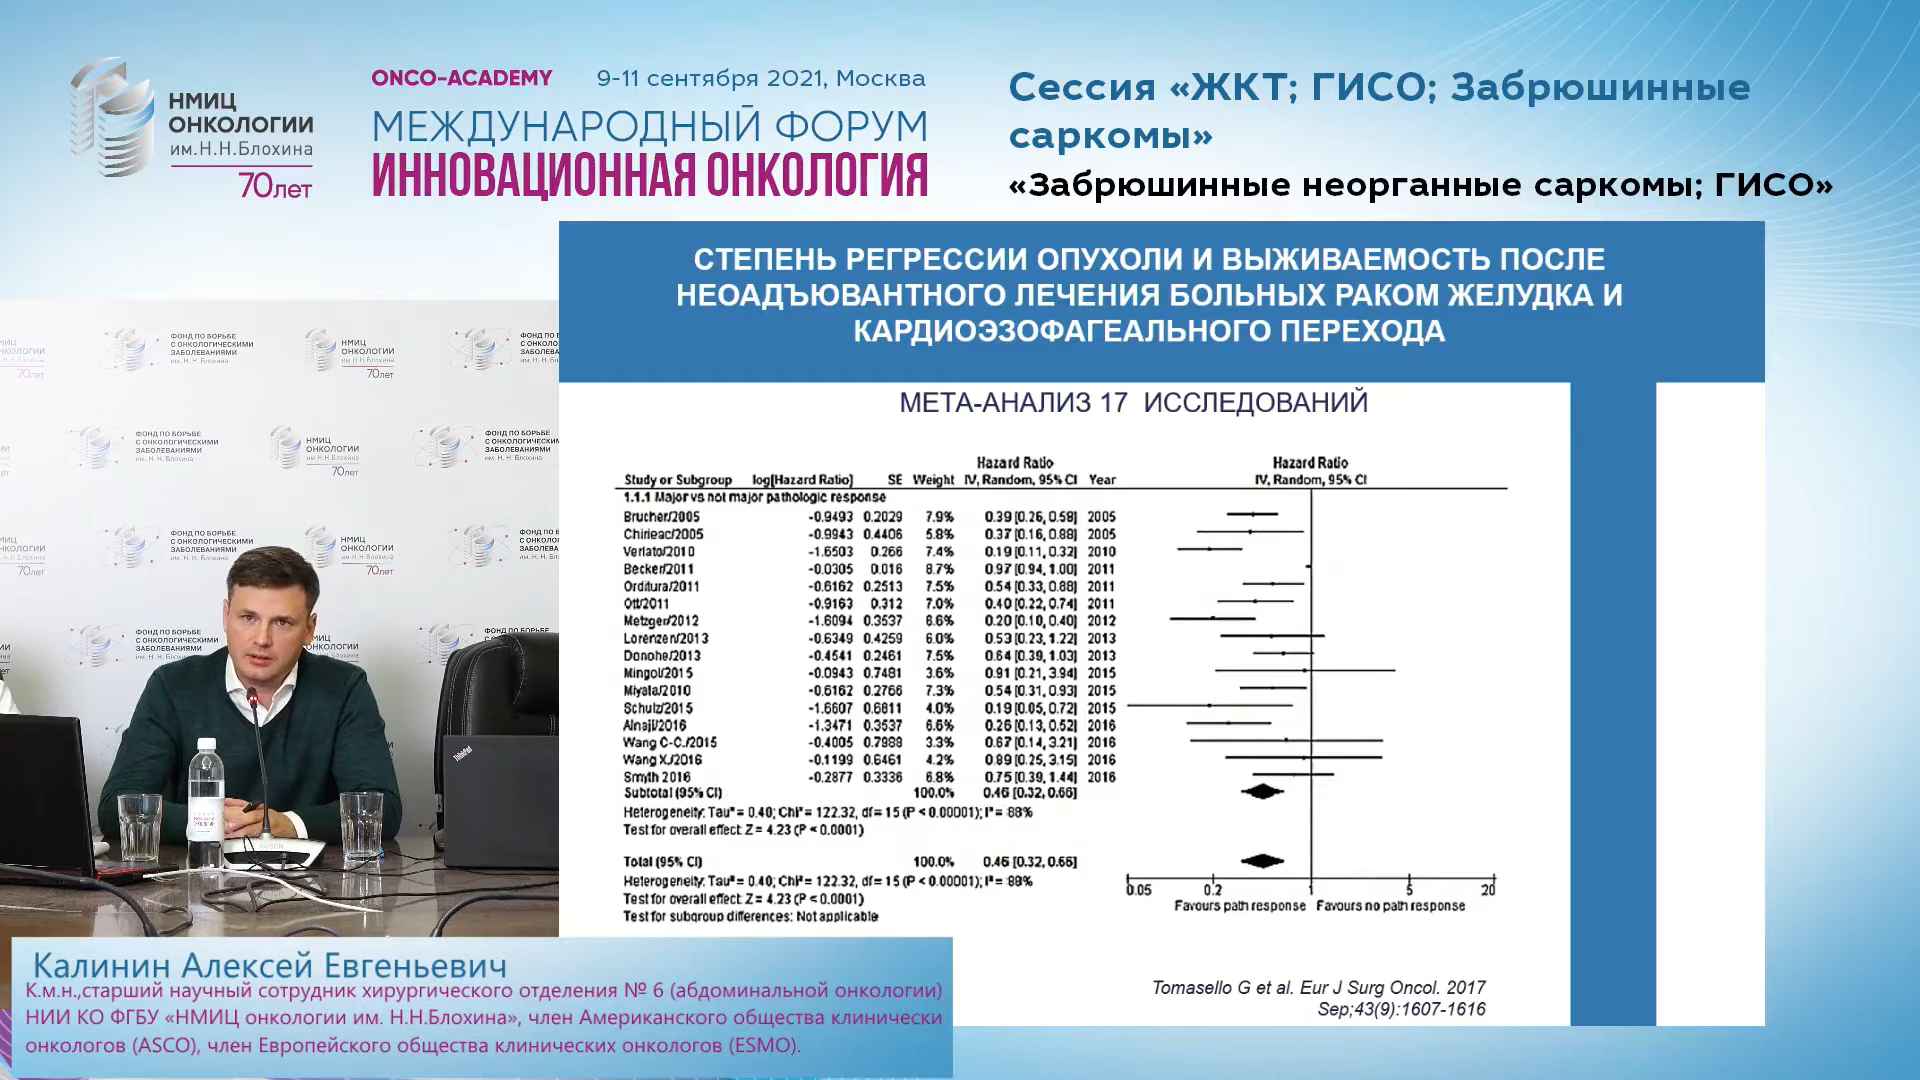 НМИЦ
ОНКОЛОГИИ
им.Н.Н.Блохина
70лет
ONCO-ACADEMY 9-11 сентября 2021, Москва
МЕЖДУНАРОДНЫЙ ФОРУМ
ИННОВАЦИОННАЯ ОНКОЛОГИЯ
Сессия «ЖКТ; ГИСО; Забрюшинные
саркомы»
«Забрюшинные неорганные саркомы; ГИСО»
ФОНД ПО БОРЬБЕ
С ОНКОЛОГИЧЕСКИМИ
ЗАБОЛЕВАНИЯМИ
им. Н. Н. Блохина
НМИЦ
ОНКОЛОГИИ
им.Н.Н.Блохина
70лет
ThinkPad
BOSCH
СТЕПЕНЬ РЕГРЕССИИ ОПУХОЛИ И ВЫЖИВАЕМОСТЬ ПОСЛЕ
НЕОАДЪЮВАНТНОГО ЛЕЧЕНИЯ БОЛЬНЫХ РАКОМ ЖЕЛУДКА И
КАРДИОЭЗОФАГЕАЛЬНОГО ПЕРЕХОДА
МЕТА-АНАЛИЗ 17 ИССЛЕДОВАНИЙ
Hazard Ratio Hazard Ratio
Study or Subgroup log[Hazard Ratio] SE Weight IV, Random, 95% CI Year IV, Random, 95% CI
1.1.1 Major vs not major pathologic response
Brucher/2005 -0.9493 0.2029 7.9% 0.39 [0.26, 0.58] 2005
Chirieac/2005 -0.9943 0.4406 5.8% 0.37 [0.16, 0.88] 2005
Verlato/2010 -1.6503 0.266 7.4% 0.19 [0.11, 0.32] 2010
Becker/2011 -0.0305 0.016 8.7% 0.97 [0.94, 1.00] 2011
Orditura/2011 -0.6162 0.2513 7.5% 0.54 [0.33, 0.88] 2011
Ott/2011 -0.9163 0.312 7.0% 0.40 [0.22, 0.74] 2011
Metzger/2012 -1.6094 0.3537 6.6% 0.20 [0.10, 0.40] 2012
Lorenzen/2013 -0.6349 0.4259 6.0% 0.53 [0.23, 1.22] 2013
Donohe/2013 -0.4541 0.2461 7.5% 0.64 [0.39, 1.03] 2013
Mingol/2015 -0.0943 0.7481 3.6% 0.91 [0.21, 3.94] 2015
Miyata/2010 -0.6162 0.2766 7.3% 0.54 [0.31, 0.93] 2015
Schulz/2015 -1.6607 0.6811 4.0% 0.19 [0.05, 0.72] 2015
Alnaji/2016 -1.3471 0.3537 6.6% 0.26 [0.13, 0.52] 2016
Wang C-C./2015 -0.4005 0.7988 3.3% 0.67 [0.14, 3.21] 2016
Wang X./2016 -0.1199 0.6461 4.2% 0.89 [0.25, 3.15] 2016
Smyth 2016 -0.2877 0.3336 6.8% 0.75 [0.39, 1.44] 2016
Subtotal (95% CI) 100.0% 0.46 [0.32, 0.66]
Heterogeneity: Tau² = 0.40; Chi² = 122.32, df = 15 (P < 0.00001); I² = 88%
Test for overall effect: Z = 4.23 (P < 0.0001)
Total (95% CI) 100.0% 0.46 [0.32, 0.66]
Heterogeneity: Tau² = 0.40; Chi² = 122.32, df = 15 (P < 0.00001); I² = 88%
Test for overall effect: Z = 4.23 (P < 0.0001)
Test for subgroup differences: Not applicable
0.05 0.2 1 5 20
Favours path response Favours no path response
Tomasello G et al. Eur J Surg Oncol. 2017
Sep;43(9):1607-1616
Калинин Алексей Евгеньевич
К.м.н.,старший научный сотрудник хирургического отделения № 6 (абдоминальной онкологии)
НИИ КО ФГБУ «НМИЦ онкологии им. Н.Н.Блохина», член Американского общества клинически
онкологов (ASCO), член Европейского общества клинических онкологов (ESMO).